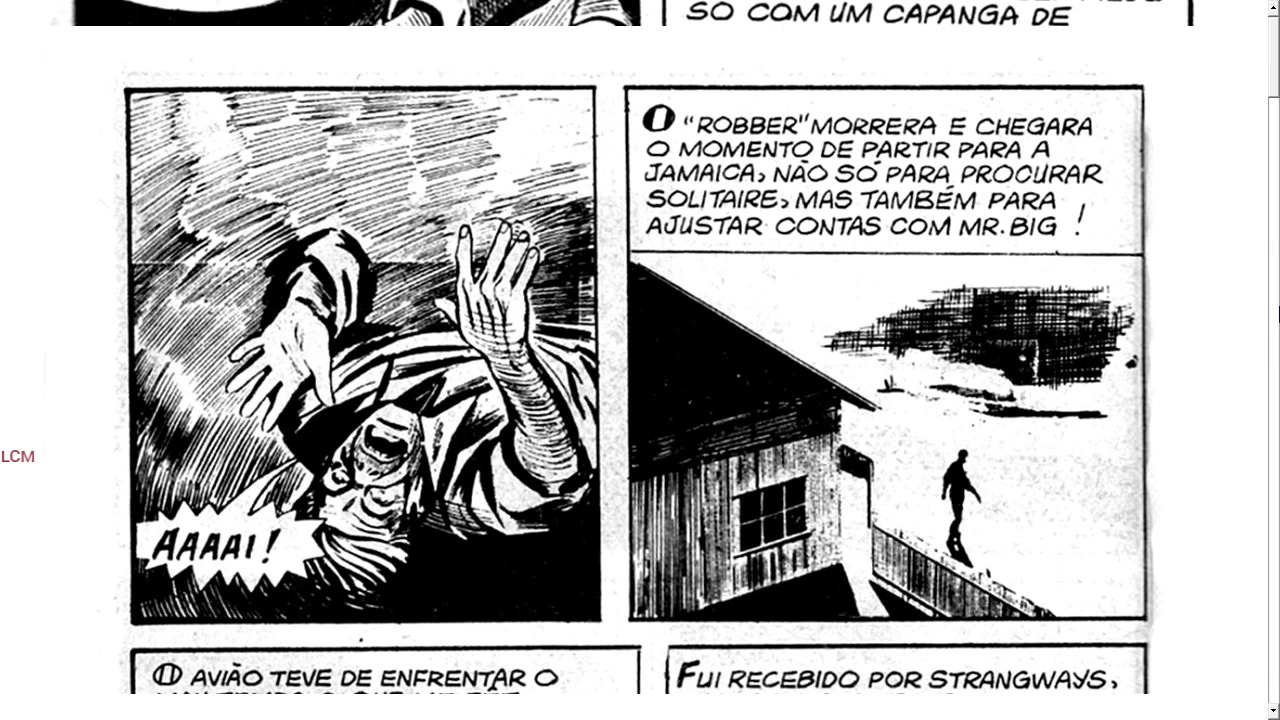 SÓ COM UM CAPANGA DE
O "ROBBER" MORRERA E CHEGARA
O MOMENTO DE PARTIR PARA A
JAMAICA, NÃO SÓ PARA PROCURAR
SOLITAIRE, MAS TAMBÉM PARA
AJUSTAR CONTAS COM MR. BIG !
AAAAI!
LCM
O AVIÃO TEVE DE ENFRENTAR O
FUI RECEBIDO POR STRANGWAYS,